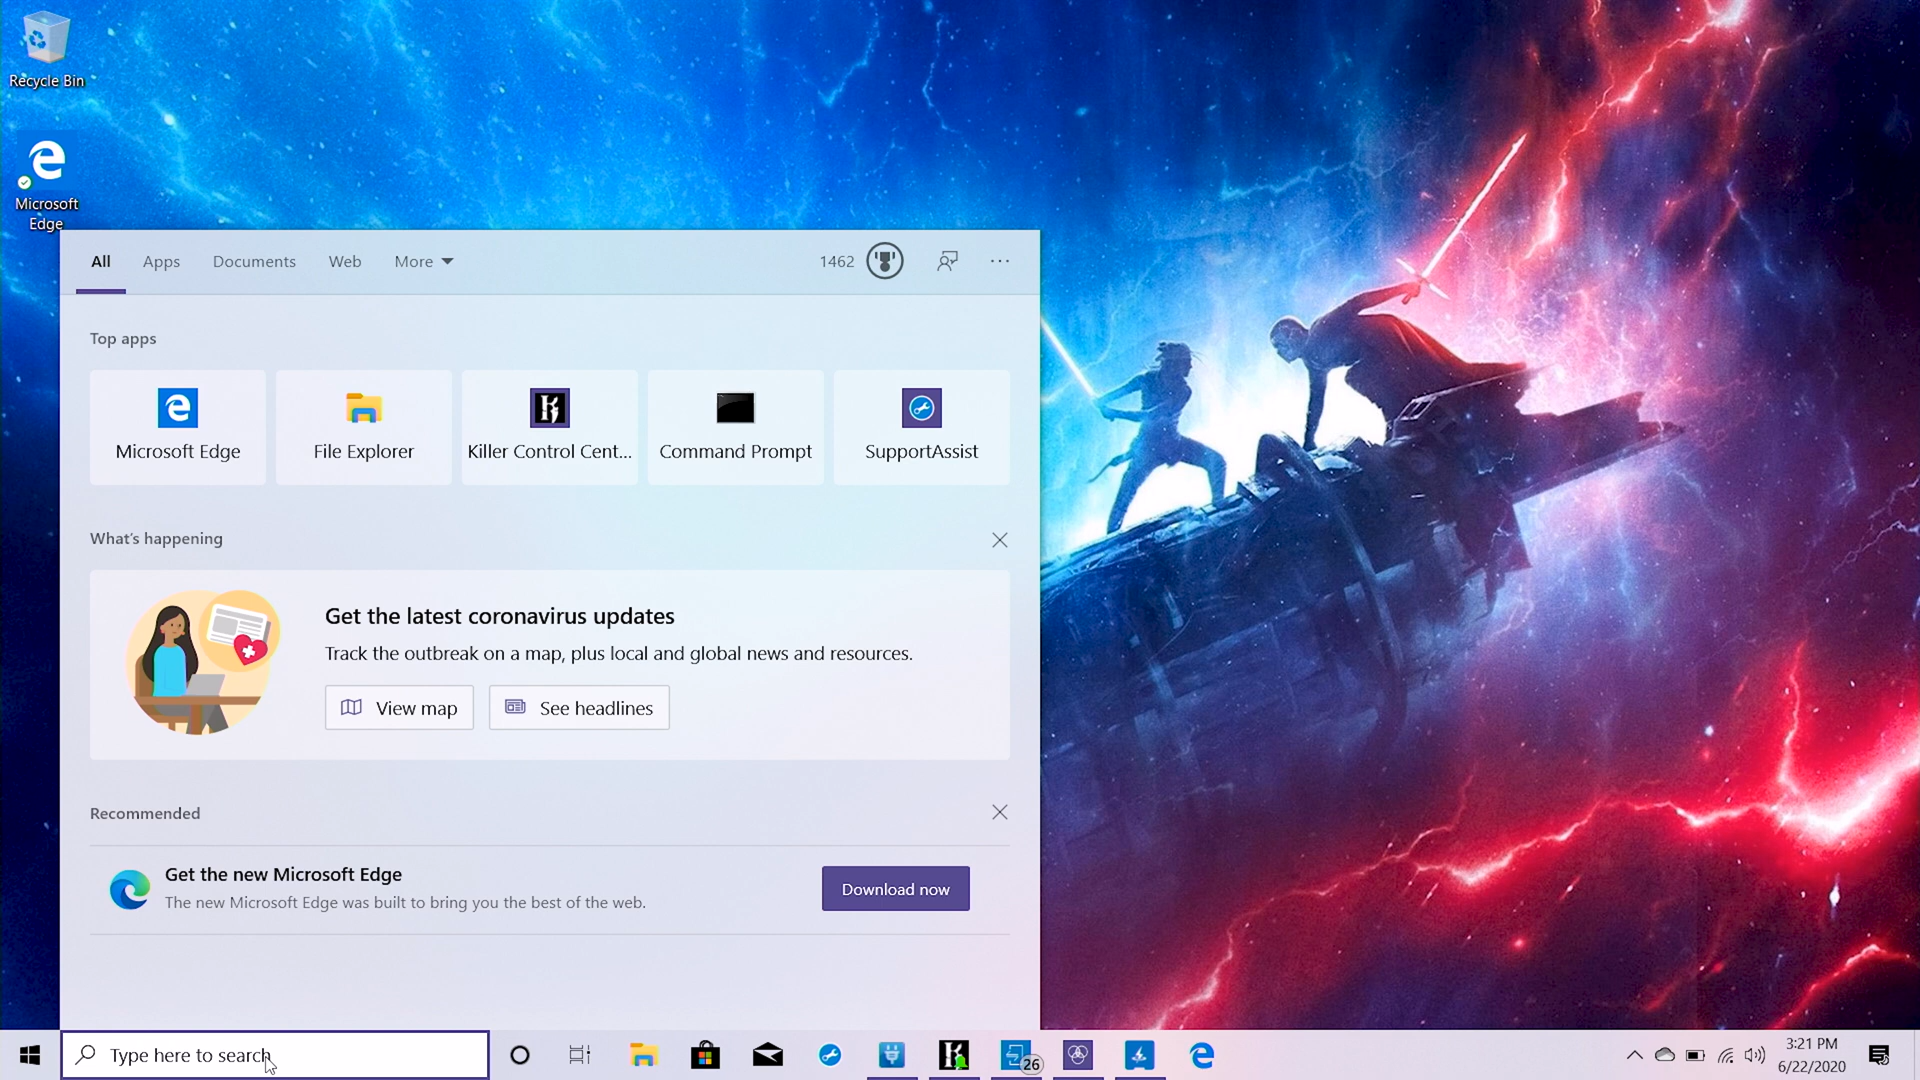 Recycle Bin
Microsoft
Edge
All Apps Documents Web More 1462
Top apps
Microsoft Edge File Explorer Killer Control Cent... Command Prompt SupportAssist
What's happening
Get the latest coronavirus updates
Track the outbreak on a map, plus local and global news and resources.
View map See headlines
Recommended
Get the new Microsoft Edge
The new Microsoft Edge was built to bring you the best of the web.
Download now
Type here to search
26
3:21 PM
6/22/2020